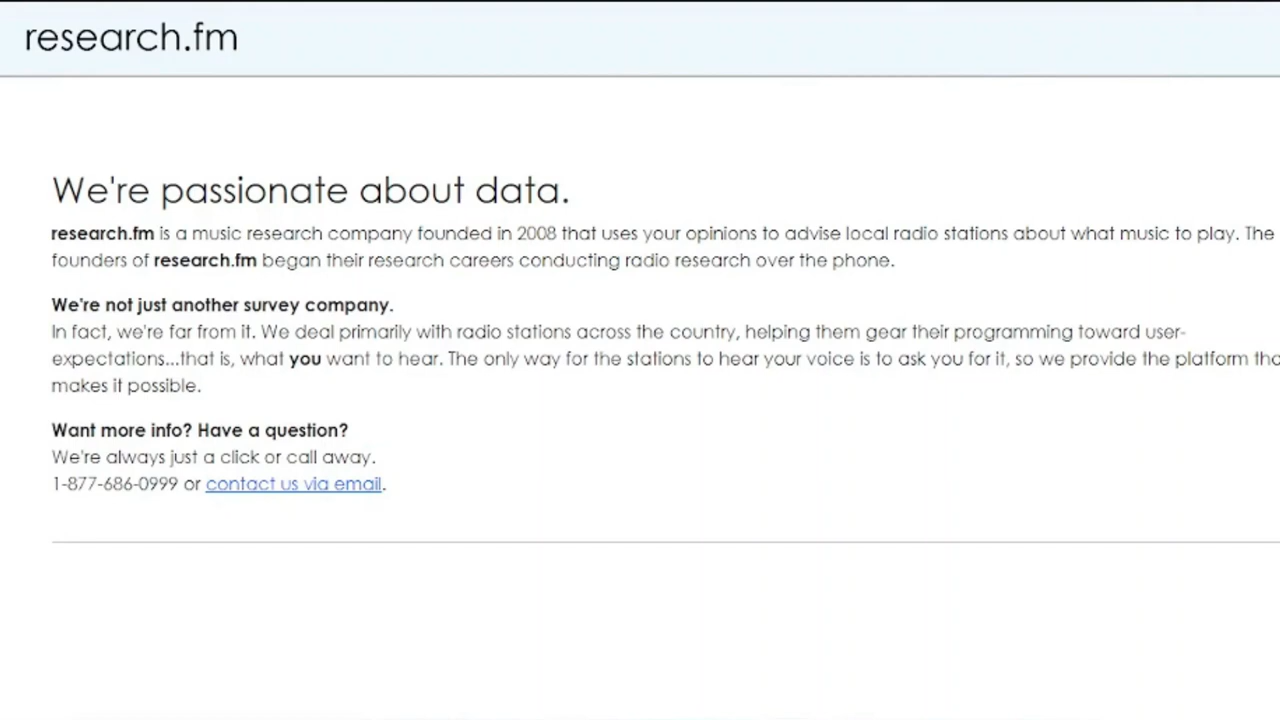 research.fm
We're passionate about data.
research.fm is a music research company founded in 2008 that uses your opinions to advise local radio stations about what music to play. The
founders of research.fm began their research careers conducting radio research over the phone.
We're not just another survey company.
In fact, we're far from it. We deal primarily with radio stations across the country, helping them gear their programming toward user-
expectations...that is, what you want to hear. The only way for the stations to hear your voice is to ask you for it, so we provide the platform
makes it possible.
Want more info? Have a question?
We're always just a click or call away.
1-877-686-0999 or contact us via email.